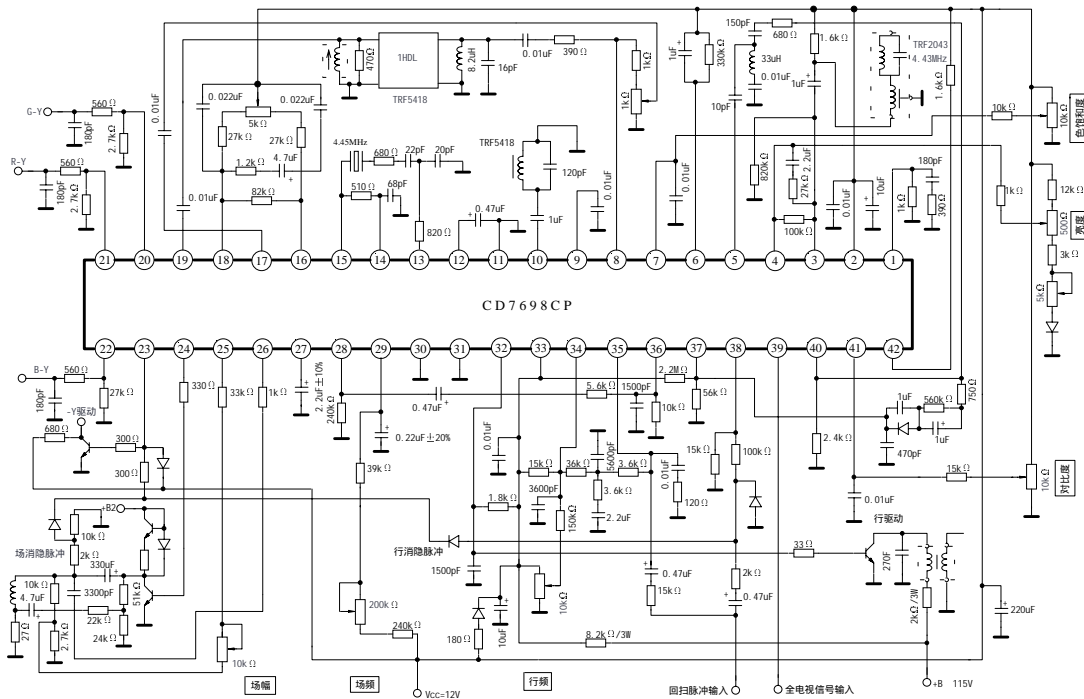 150pF
680Ω
1.6kΩ
TRF2043
4.43MHz
1uF
330kΩ
33uH
0.01uF
1uF
1.6kΩ
470Ω
1HDL
8.2uH
16pF
0.01uF
390Ω
1kΩ
1kΩ
TRF5418
10pF
0.01uF
0.022uF
0.022uF
5kΩ
27kΩ
27kΩ
1.2kΩ
4.7uF
82kΩ
0.01uF
G-Y
560Ω
180pF
2.7kΩ
R-Y
560Ω
180pF
2.7kΩ
4.45MHz
680Ω
22pF
20pF
510Ω
68pF
820Ω
0.47uF
TRF5418
120pF
1uF
0.01uF
0.01uF
820kΩ
2.2uF
27kΩ
100kΩ
0.01uF
10uF
180pF
1kΩ
390Ω
10kΩ
10kΩ
色饱和度
1kΩ
12kΩ
500Ω
亮度
3kΩ
5kΩ
21 20 19 18 17 16 15 14 13 12 11 10 9 8 7 6 5 4 3 2 1
CD7698CP
22 23 24 25 26 27 28 29 30 31 32 33 34 35 36 37 38 39 40 41 42
B-Y
560Ω
180pF
27kΩ
-Y驱动
680Ω
300Ω
300Ω
330Ω
33kΩ
1kΩ
2.2uF±10%
240kΩ
0.47uF
0.22uF±20%
39kΩ
5.6kΩ
1500pF
10kΩ
2.2MΩ
56kΩ
0.01uF
15kΩ
36kΩ
5600pF
3.6kΩ
3.6kΩ
2.2uF
3600pF
150kΩ
1.8kΩ
0.01uF
120Ω
15kΩ
100kΩ
2.4kΩ
1uF
560kΩ
750Ω
1uF
470pF
15kΩ
10kΩ
对比度
0.01uF
行驱动
+B2
10kΩ
场消隐脉冲
2kΩ
330uF
10kΩ
4.7uF
3300pF
51kΩ
22kΩ
27Ω
2.7kΩ
24kΩ
10kΩ
行消隐脉冲
1500pF
33Ω
270F
2kΩ/3W
220uF
200kΩ
240kΩ
180Ω
10uF
10kΩ
0.47uF
15kΩ
2kΩ
0.47uF
8.2kΩ/3W
场幅
场频
行频
Vcc=12V
回扫脉冲输入
全电视信号输入
+B 115V